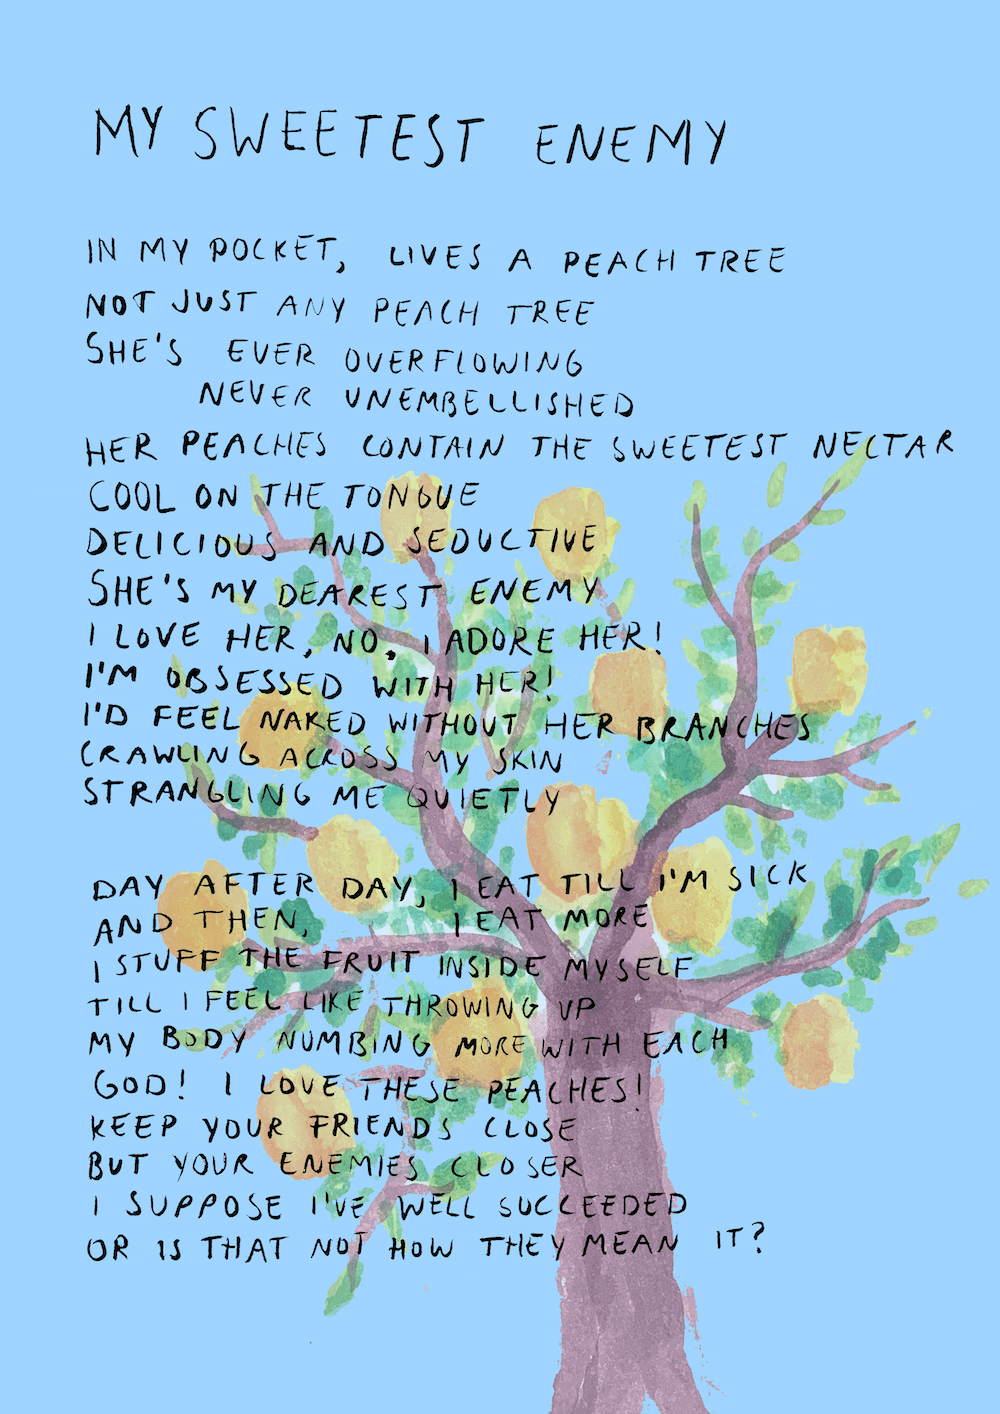 MY SWEETEST ENEMY
IN MY POCKET, LIVES A PEACH TREE
NOT JUST ANY PEACH TREE
SHE'S EVER OVERFLOWING
NEVER UNEMBELLISHED
HER PEACHES CONTAIN THE SWEETEST NECTAR
COOL ON THE TONGUE
DELICIOUS AND SEDUCTIVE
SHE'S MY DEAREST ENEMY
I LOVE HER, NO, I ADORE HER!
I'M OBSESSED WITH HER!
I'D FEEL NAKED WITHOUT HER BRANCHES
CRAWLING ACROSS MY SKIN
STRANGLING ME QUIETLY
DAY AFTER DAY, I EAT TILL I'M SICK
AND THEN, I EAT MORE
I STUFF THE FRUIT INSIDE MYSELF
TILL I FEEL LIKE THROWING UP
MY BODY NUMBING MORE WITH EACH
GOD! I LOVE THESE PEACHES!
KEEP YOUR FRIENDS CLOSE
BUT YOUR ENEMIES CLOSER
I SUPPOSE I'VE WELL SUCCEEDED
OR IS THAT NOT HOW THEY MEAN IT?